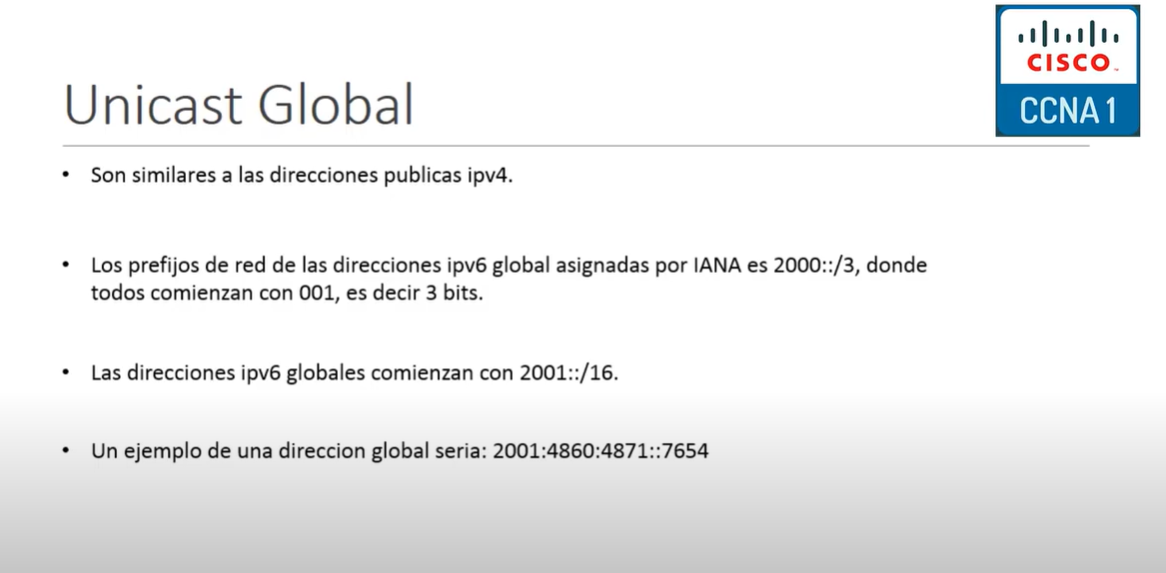 CISCO
CCNA 1
Unicast Global
• Son similares a las direcciones publicas ipv4.
• Los prefijos de red de las direcciones ipv6 global asignadas por IANA es 2000::/3, donde
todos comienzan con 001, es decir 3 bits.
• Las direcciones ipv6 globales comienzan con 2001::/16.
• Un ejemplo de una direccion global seria: 2001:4860:4871::7654